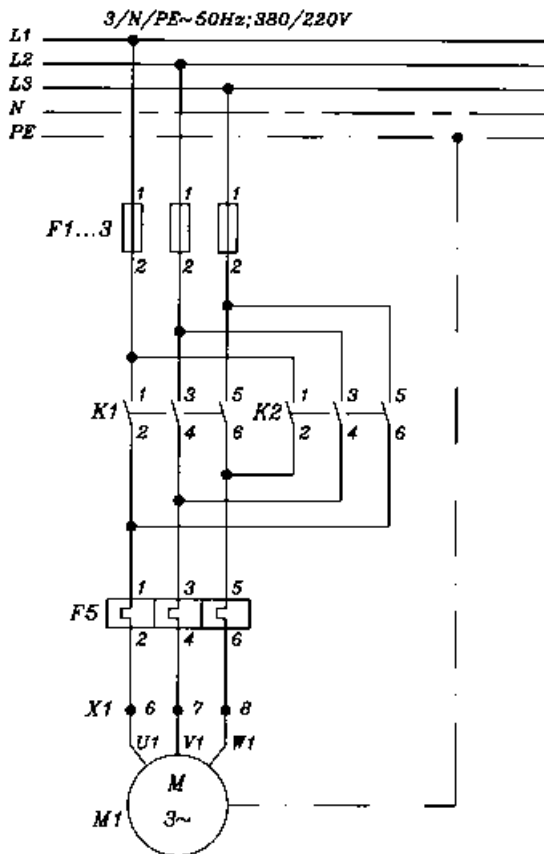 3/N/PE~50Hz;380/220V
L1
L2
L3
N
PE
1 1 1
F1...3
2 2 2
1 3 5 1 3 5
K1 K2
2 4 6 2 4 6
1 3 5
F5
2 4 6
X1 6 7 8
U1 V1 W1
M
M1
3~